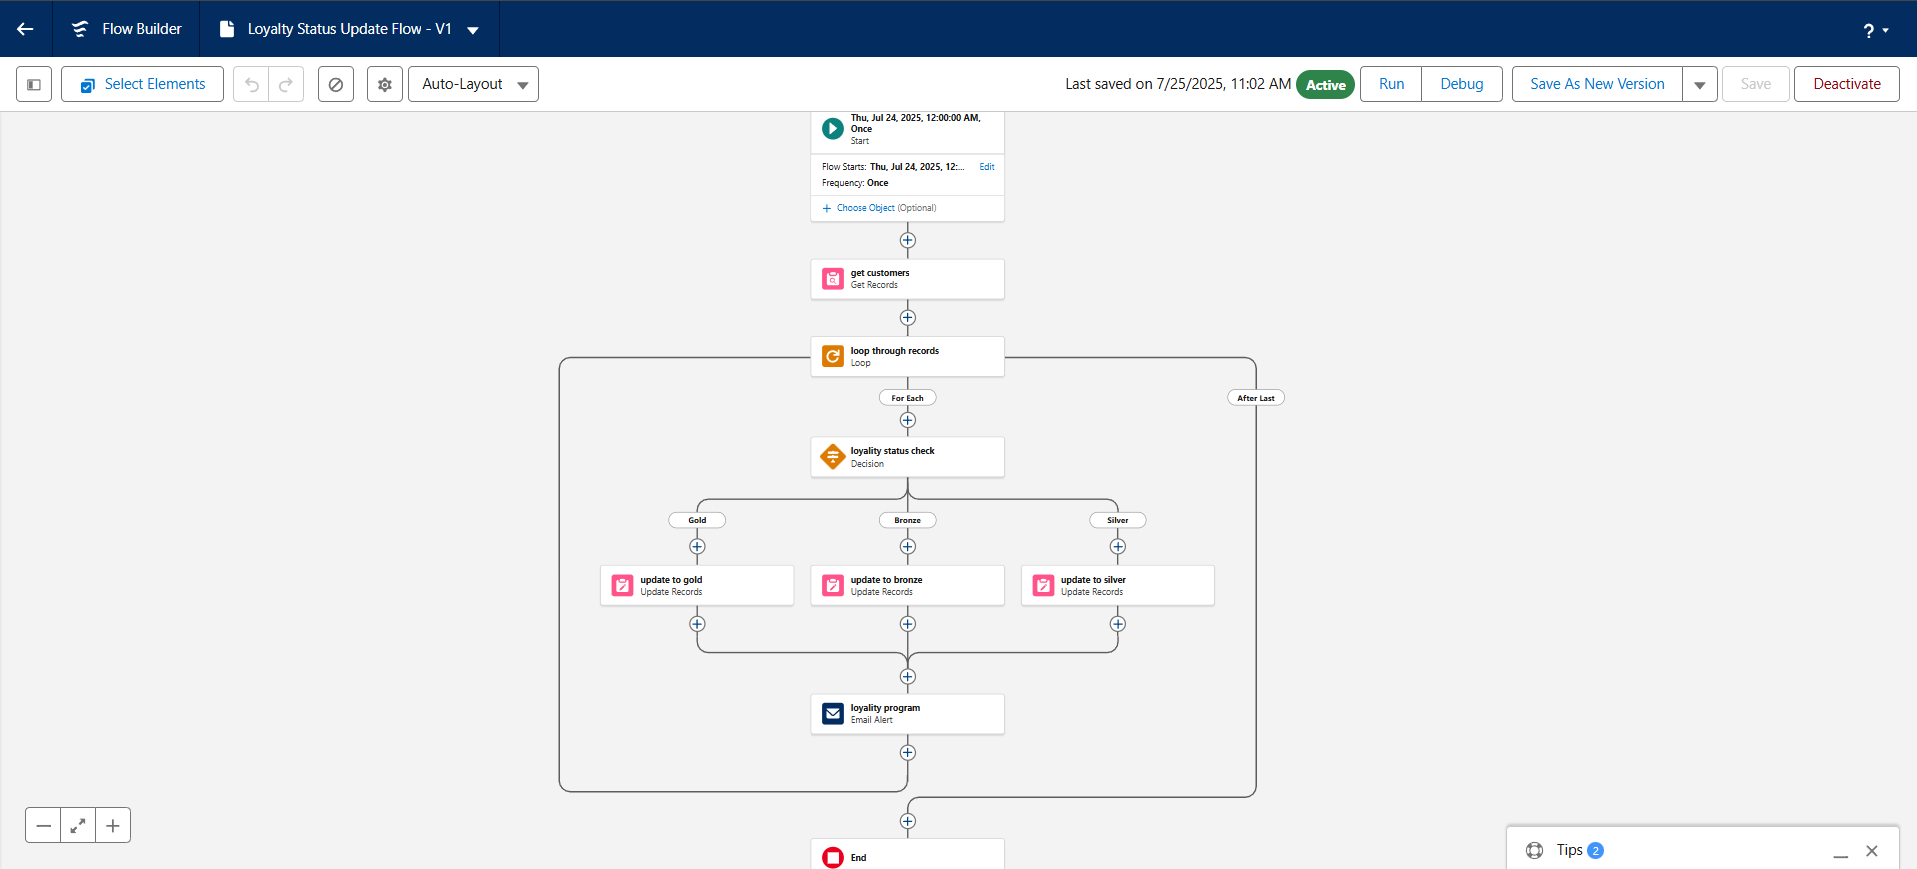 Flow Builder
Loyalty Status Update Flow - V1
?
Select Elements
Auto-Layout
Last saved on 7/25/2025, 11:02 AM
Active
Run
Debug
Save As New Version
Save
Deactivate
Thu, Jul 24, 2025, 12:00:00 AM,
Once
Start
Flow Starts: Thu, Jul 24, 2025, 12:...
Edit
Frequency: Once
+ Choose Object (Optional)
get customers
Get Records
loop through records
Loop
For Each
After Last
loyality status check
Decision
Gold
Bronze
Silver
update to gold
Update Records
update to bronze
Update Records
update to silver
Update Records
loyality program
Email Alert
End
Tips 2